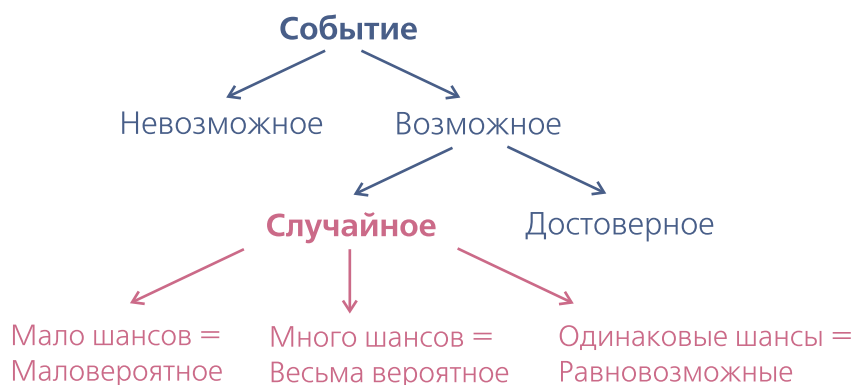 Событие
Невозможное
Возможное
Случайное
Достоверное
Мало шансов =
Маловероятное
Много шансов =
Весьма вероятное
Одинаковые шансы =
Равновозможные